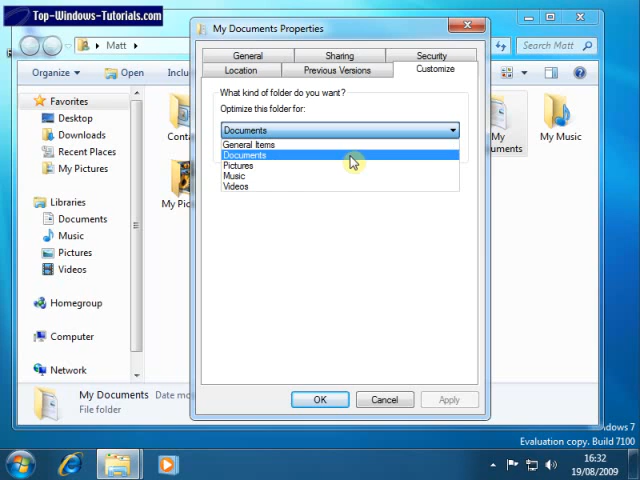 Top-Windows-Tutorials.com
My Documents Properties
Matt
Search Matt
General
Sharing
Security
Location
Previous Versions
Customize
Organize
Open
Inclu
What kind of folder do you want?
Optimize this folder for:
Documents
General Items
Documents
Pictures
Music
Videos
Favorites
Desktop
Downloads
Recent Places
My Pictures
Libraries
Documents
Music
Pictures
Videos
Homegroup
Computer
Network
Conta
My Pic
My Music
cuments
My Documents
Date mo
File folder
OK
Cancel
Apply
ndows 7
Evaluation copy. Build 7100
16:32
19/08/2009